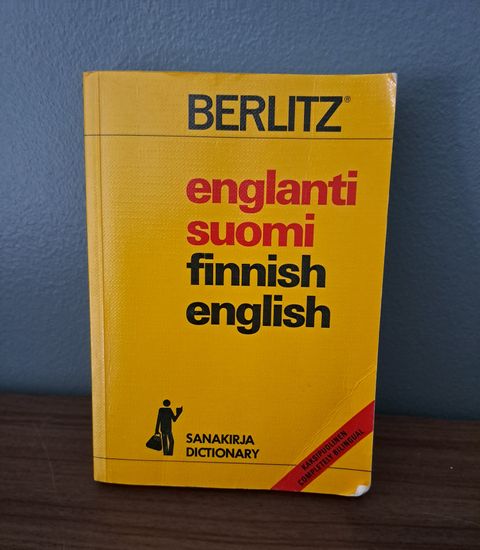 BERLITZ®
englanti
suomi
finnish
english
SANAKIRJA
DICTIONARY
KAKSIPUOLINEN
COMPLETELY BILINGUAL